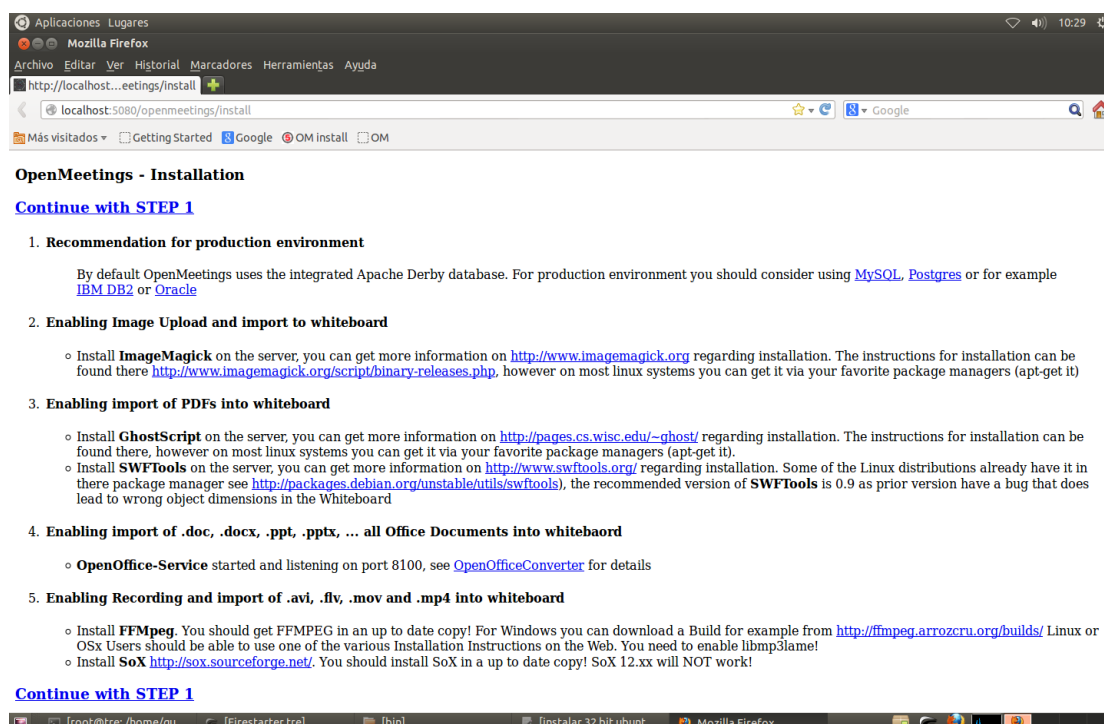 Aplicaciones Lugares 10:29
Mozilla Firefox
Archivo Editar Ver Historial Marcadores Herramientas Ayuda
http://localhost...eetings/install
localhost:5080/openmeetings/install Google
Más visitados Getting Started Google OM install OM
OpenMeetings - Installation
Continue with STEP 1
1. Recommendation for production environment
By default OpenMeetings uses the integrated Apache Derby database. For production environment you should consider using MySQL, Postgres or for example
IBM DB2 or Oracle
2. Enabling Image Upload and import to whiteboard
Install ImageMagick on the server, you can get more information on http://www.imagemagick.org regarding installation. The instructions for installation can be
found there http://www.imagemagick.org/script/binary-releases.php, however on most linux systems you can get it via your favorite package managers (apt-get it)
3. Enabling import of PDFs into whiteboard
Install GhostScript on the server, you can get more information on http://pages.cs.wisc.edu/~ghost/ regarding installation. The instructions for installation can be
found there, however on most linux systems you can get it via your favorite package managers (apt-get it).
Install SWFTools on the server, you can get more information on http://www.swftools.org/ regarding installation. Some of the Linux distributions already have it in
there package manager see http://packages.debian.org/unstable/utils/swftools), the recommended version of SWFTools is 0.9 as prior version have a bug that does
lead to wrong object dimensions in the Whiteboard
4. Enabling import of .doc, .docx, .ppt, .pptx, ... all Office Documents into whitebaord
OpenOffice-Service started and listening on port 8100, see OpenOfficeConverter for details
5. Enabling Recording and import of .avi, .flv, .mov and .mp4 into whiteboard
Install FFMpeg. You should get FFMPEG in an up to date copy! For Windows you can download a Build for example from http://ffmpeg.arrozcru.org/builds/ Linux or
OSx Users should be able to use one of the various Installation Instructions on the Web. You need to enable libmp3lame!
Install SoX http://sox.sourceforge.net/. You should install SoX in a up to date copy! SoX 12.xx will NOT work!
Continue with STEP 1
[root@tre: /home/qu... [Firestarter tre] [bin] [instalar 32 bit ubunt... Mozilla Firefox